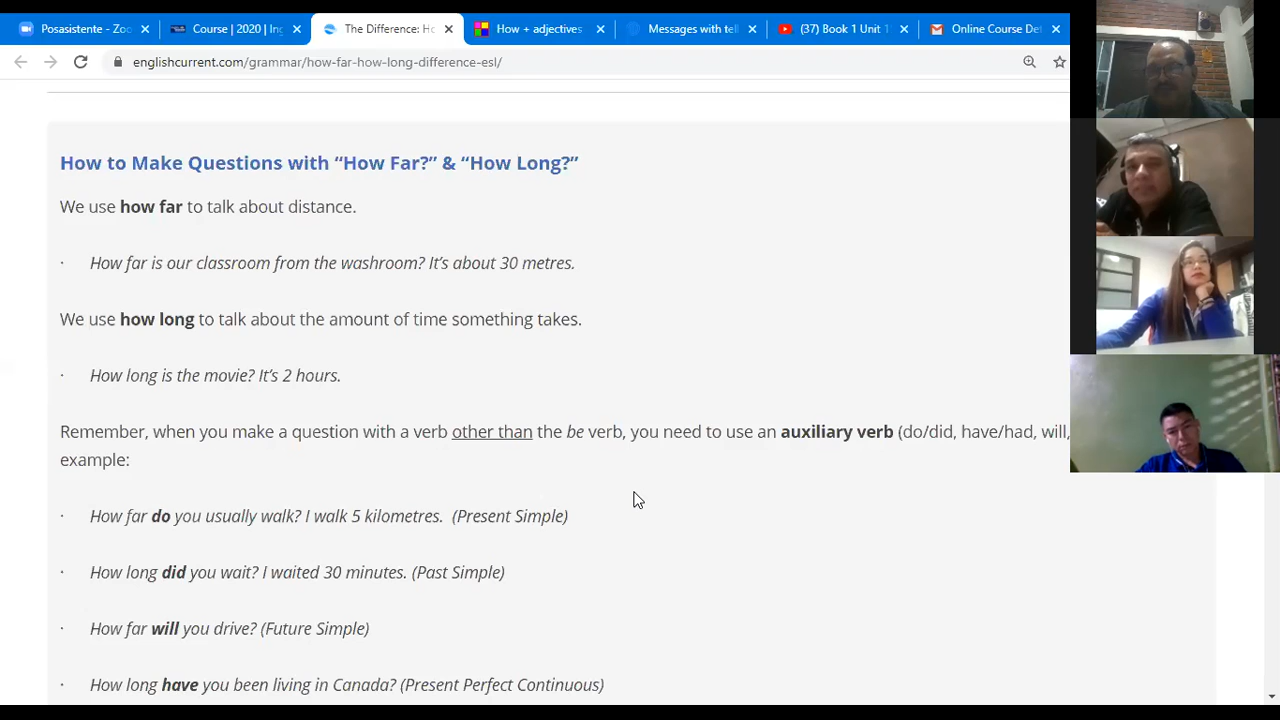 Posasistente - Zoo
Course | 2020 | Ing
The Difference: Ho
How + adjectives
Messages with tell
(37) Book 1 Unit 1
Online Course Det
englishcurrent.com/grammar/how-far-how-long-difference-esl/
How to Make Questions with “How Far?” & “How Long?”
We use how far to talk about distance.
· How far is our classroom from the washroom? It’s about 30 metres.
We use how long to talk about the amount of time something takes.
· How long is the movie? It’s 2 hours.
Remember, when you make a question with a verb other than the be verb, you need to use an auxiliary verb (do/did, have/had, will,
example:
· How far do you usually walk? I walk 5 kilometres. (Present Simple)
· How long did you wait? I waited 30 minutes. (Past Simple)
· How far will you drive? (Future Simple)
· How long have you been living in Canada? (Present Perfect Continuous)